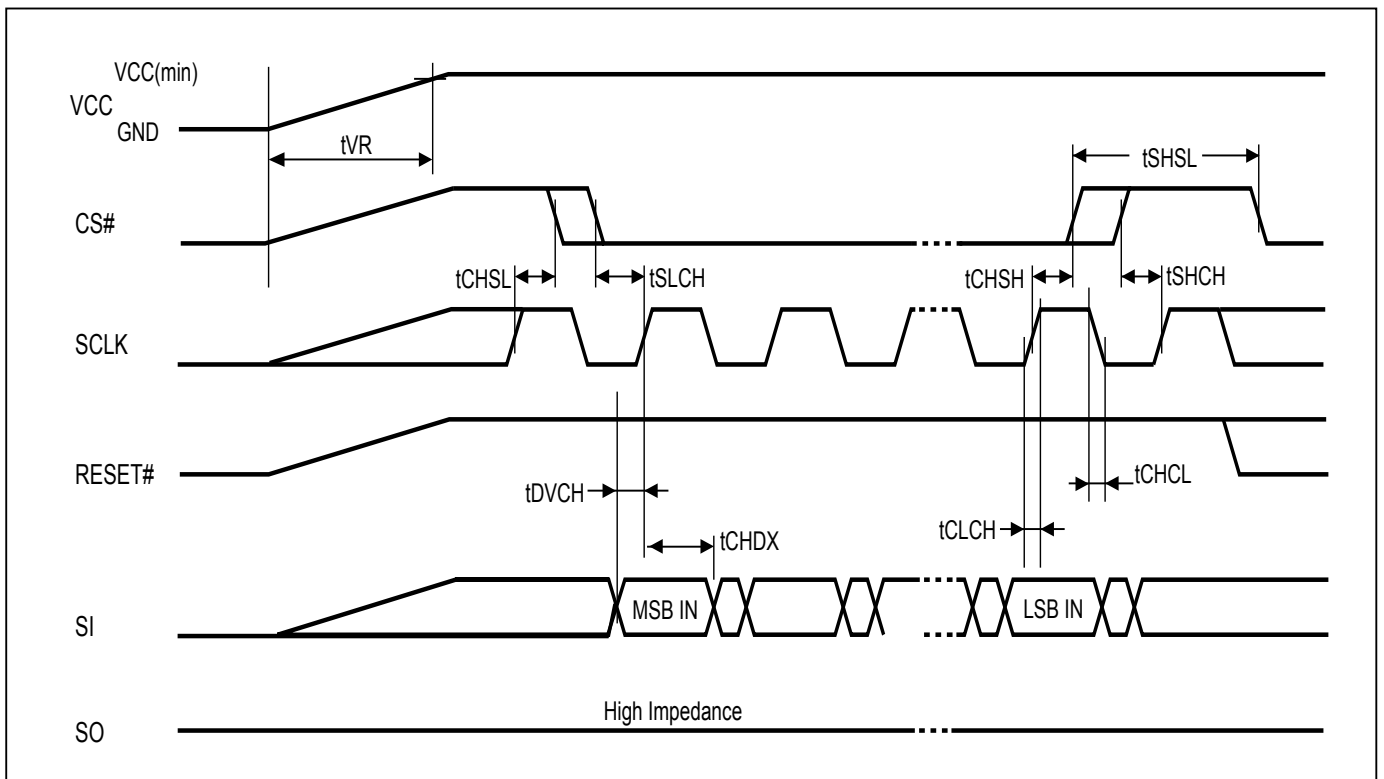 VCC(min)
VCC
GND
tVR
tSHSL
CS#
tCHSL
tSLCH
tCHSH
tSHCH
SCLK
RESET#
tDVCH
tCHCL
tCLCH
tCHDX
SI
MSB IN
LSB IN
High Impedance
SO